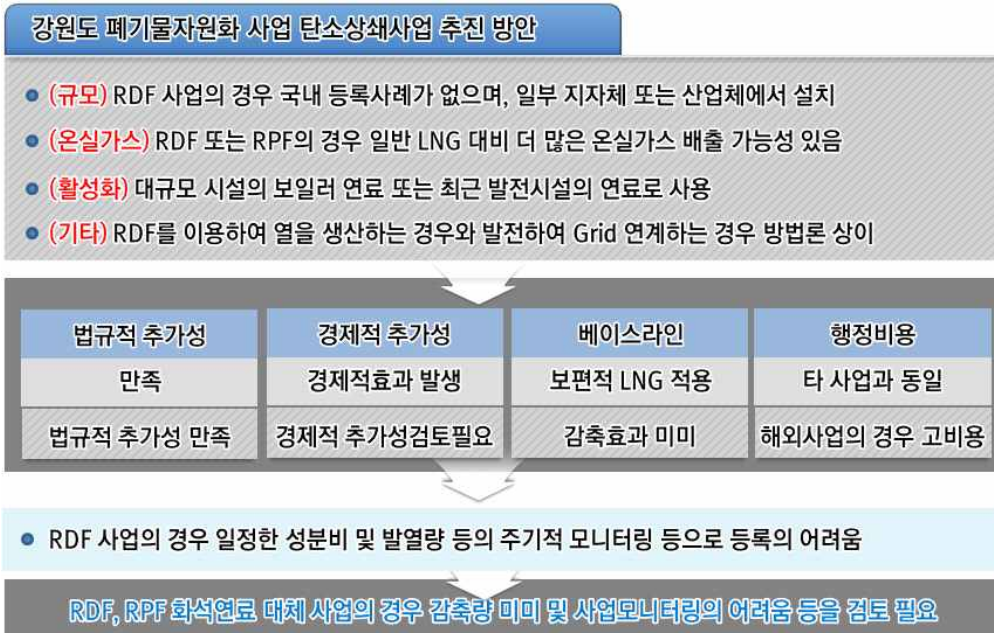 강원도 폐기물자원화 사업 탄소상쇄사업 추진 방안
(규모) RDF 사업의 경우 국내 등록사례가 없으며, 일부 지자체 또는 산업체에서 설치
(온실가스) RDF 또는 RPF의 경우 일반 LNG 대비 더 많은 온실가스 배출 가능성 있음
(활성화) 대규모 시설의 보일러 연료 또는 최근 발전시설의 연료로 사용
(기타) RDF를 이용하여 열을 생산하는 경우와 발전하여 Grid 연계하는 경우 방법론 상이
법규적 추가성 경제적 추가성 베이스라인 행정비용
만족 경제적효과 발생 보편적 LNG 적용 타 사업과 동일
법규적 추가성 만족 경제적 추가성검토필요 감축효과 미미 해외사업의 경우 고비용
RDF 사업의 경우 일정한 성분비 및 발열량 등의 주기적 모니터링 등으로 등록의 어려움
RDF, RPF 화석연료 대체 사업의 경우 감축량 미미 및 사업모니터링의 어려움 등을 검토 필요